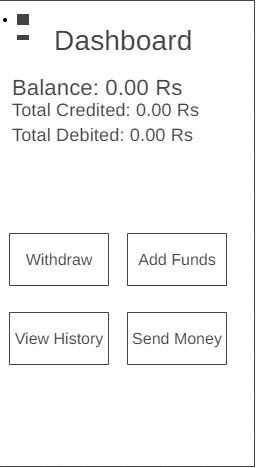 Dashboard
Balance: 0.00 Rs
Total Credited: 0.00 Rs
Total Debited: 0.00 Rs
Withdraw
Add Funds
View History
Send Money